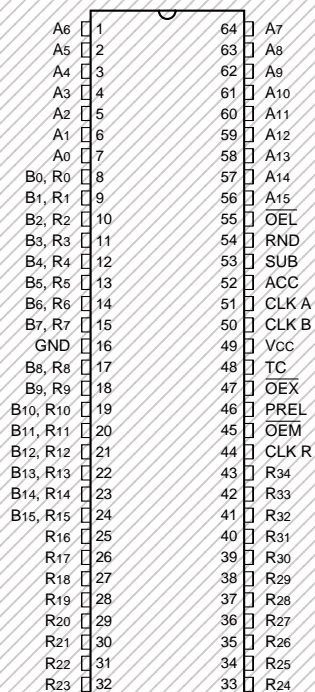 A6 1 64 A7
A5 2 63 A8
A4 3 62 A9
A3 4 61 A10
A2 5 60 A11
A1 6 59 A12
A0 7 58 A13
B0, R0 8 57 A14
B1, R1 9 56 A15
B2, R2 10 55 OEL
B3, R3 11 54 RND
B4, R4 12 53 SUB
B5, R5 13 52 ACC
B6, R6 14 51 CLK A
B7, R7 15 50 CLK B
GND 16 49 VCC
B8, R8 17 48 TC
B9, R9 18 47 OEX
B10, R10 19 46 PREL
B11, R11 20 45 OEM
B12, R12 21 44 CLK R
B13, R13 22 43 R34
B14, R14 23 42 R33
B15, R15 24 41 R32
R16 25 40 R31
R17 26 39 R30
R18 27 38 R29
R19 28 37 R28
R20 29 36 R27
R21 30 35 R26
R22 31 34 R25
R23 32 33 R24